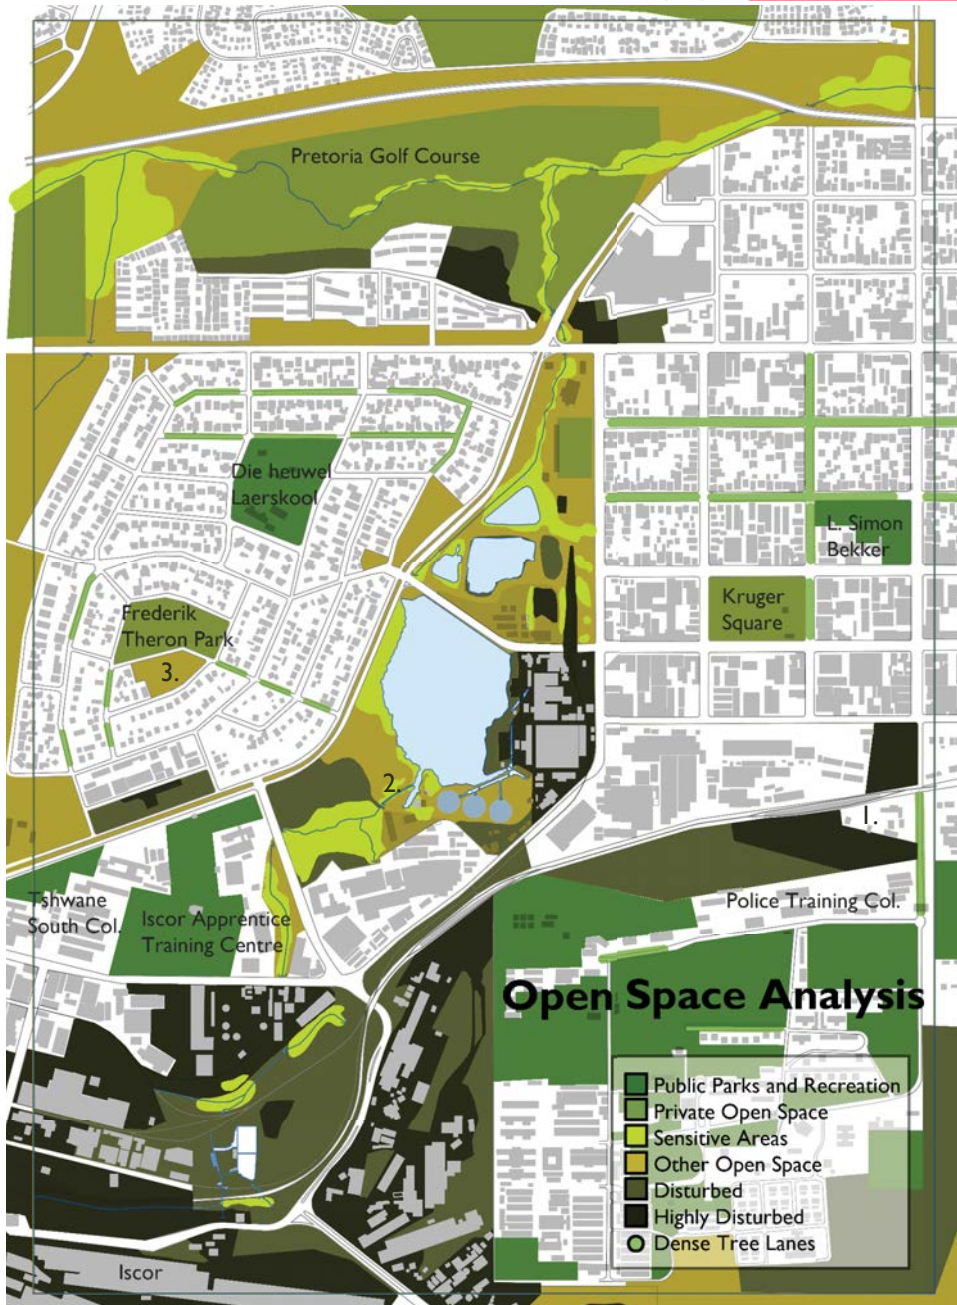 Pretoria Golf Course
Die heuwel
Laerskool
L. Simon
Bekker
Kruger
Square
Frederik
Theron Park
3.
2.
1.
Tshwane
South Col.
Iscor Apprentice
Training Centre
Police Training Col.
Open Space Analysis
Public Parks and Recreation
Private Open Space
Sensitive Areas
Other Open Space
Disturbed
Highly Disturbed
Dense Tree Lanes
Iscor